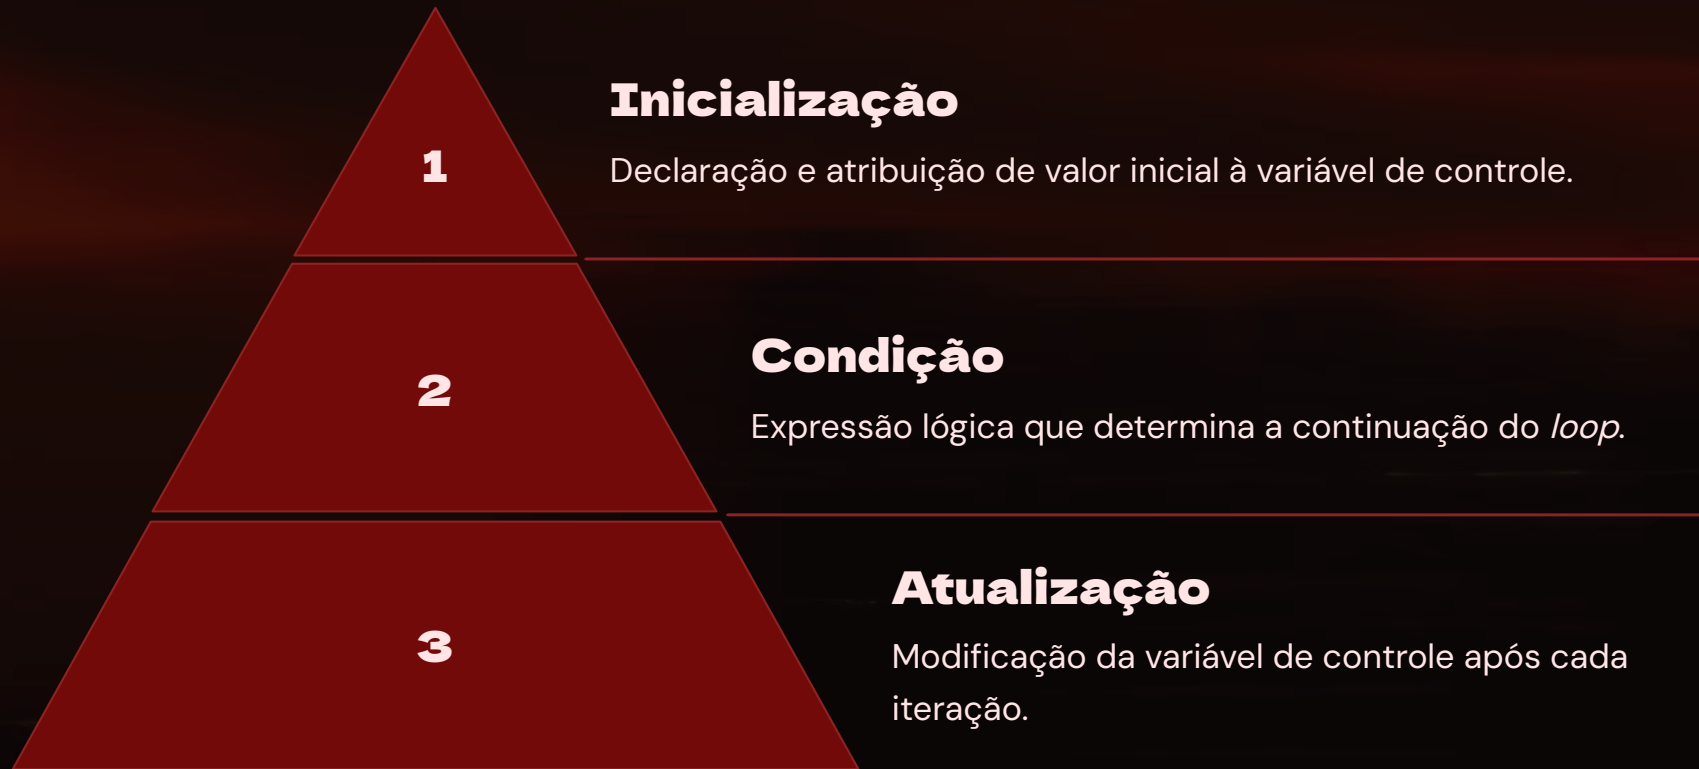 1
Inicialização
Declaração e atribuição de valor inicial à variável de controle.
2
Condição
Expressão lógica que determina a continuação do loop.
3
Atualização
Modificação da variável de controle após cada
iteração.